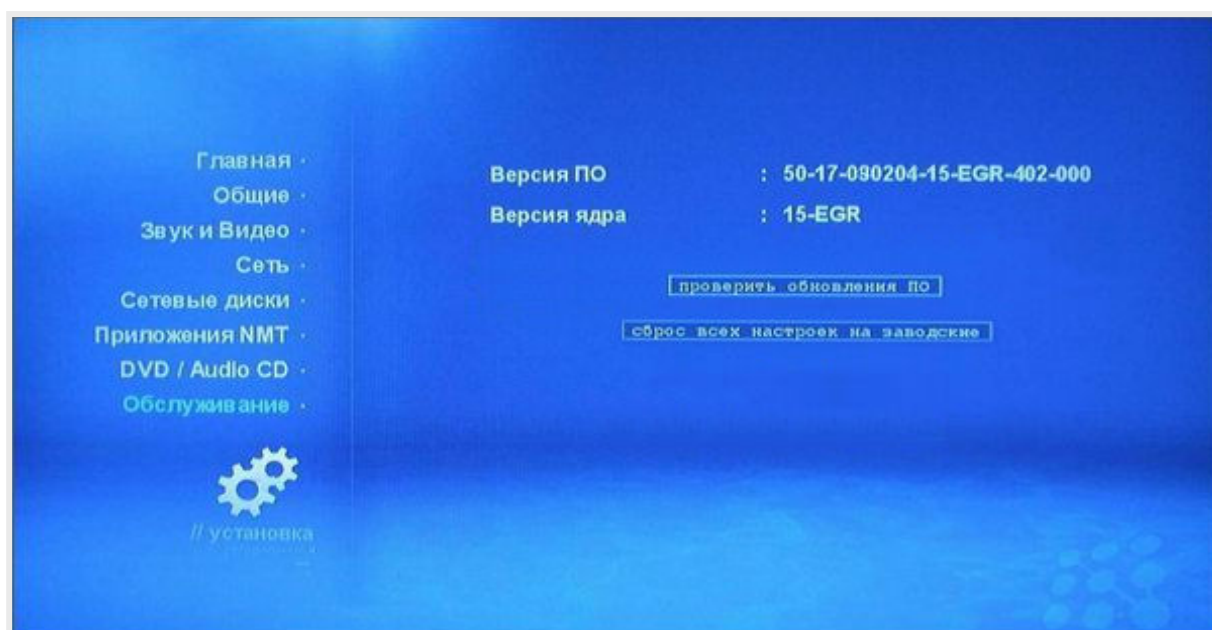 Главная
Общие
Звук и Видео
Сеть
Сетевые диски
Приложения NMT
DVD / Audio CD
Обслуживание
// установка
Версия ПО : 50-17-090204-15-EGR-402-000
Версия ядра : 15-EGR
проверить обновления ПО
сброс всех настроек на заводские